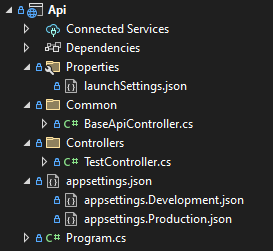 Api
Connected Services
Dependencies
Properties
launchSettings.json
Common
C# BaseApiController.cs
Controllers
C# TestController.cs
appsettings.json
appsettings.Development.json
appsettings.Production.json
C# Program.cs